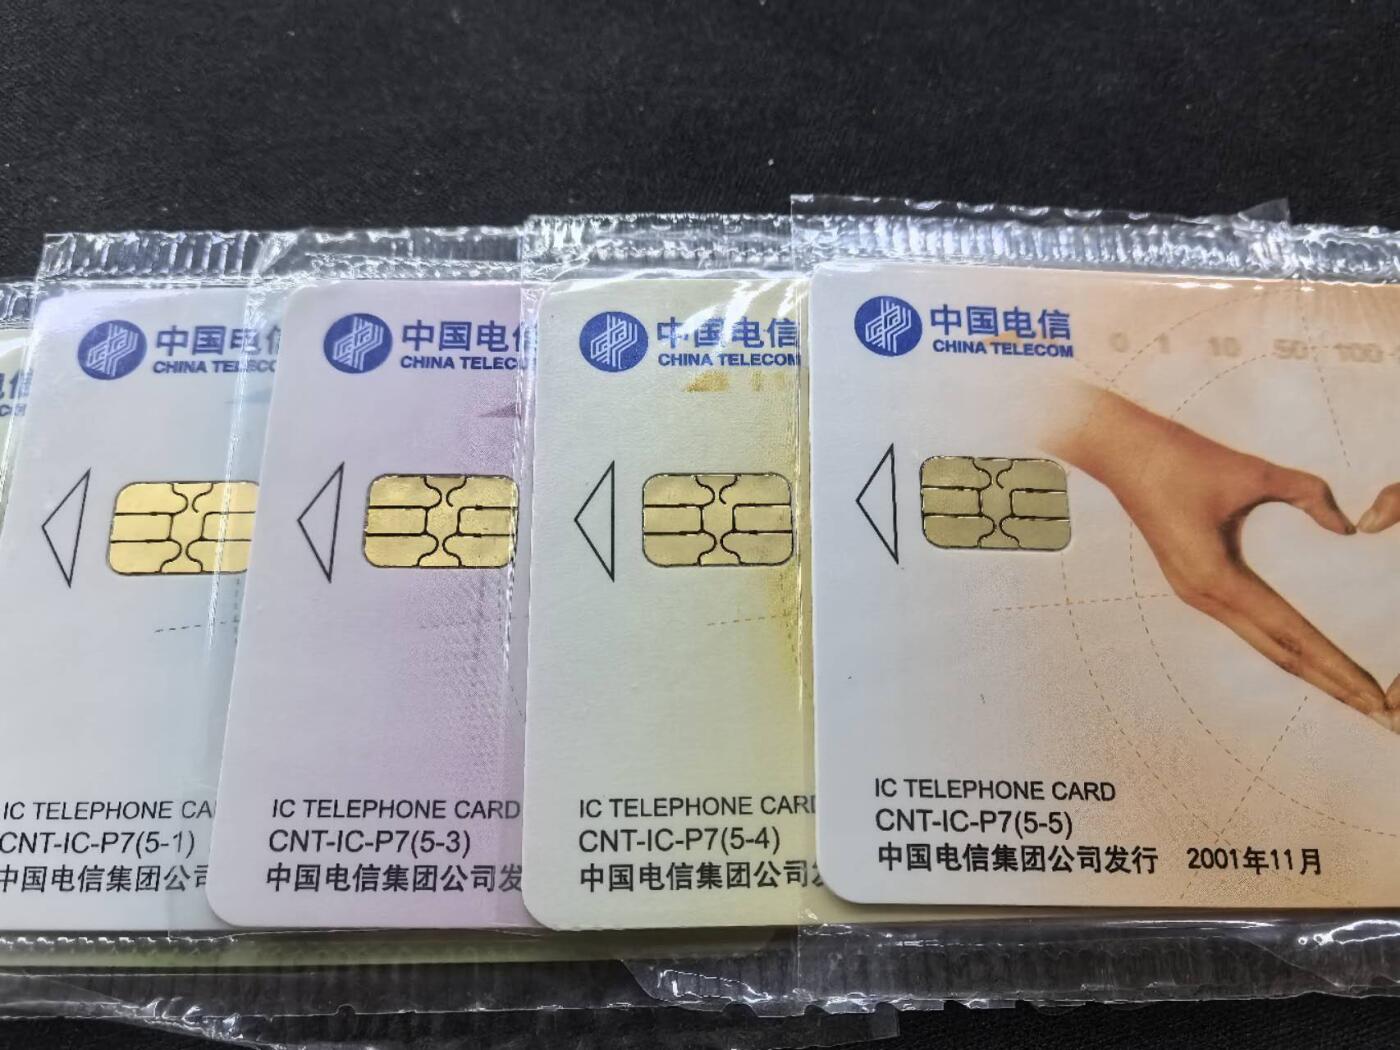 中国电信
CHINA TELECOM
0 1 10 50 100
IC TELEPHONE CARD
CNT-IC-P7(5-5)
中国电信集团公司发行 2001年11月
中国电信
CHINA TELECOM
IC TELEPHONE CARD
CNT-IC-P7(5-4)
中国电信集团公司发
中国电信
CHINA TELEC
IC TELEPHONE CARD
CNT-IC-P7(5-3)
中国电信集团公司发
中国电信
CHINA TELEC
IC TELEPHONE CA
CNT-IC-P7(5-1)
中国电信集团公司